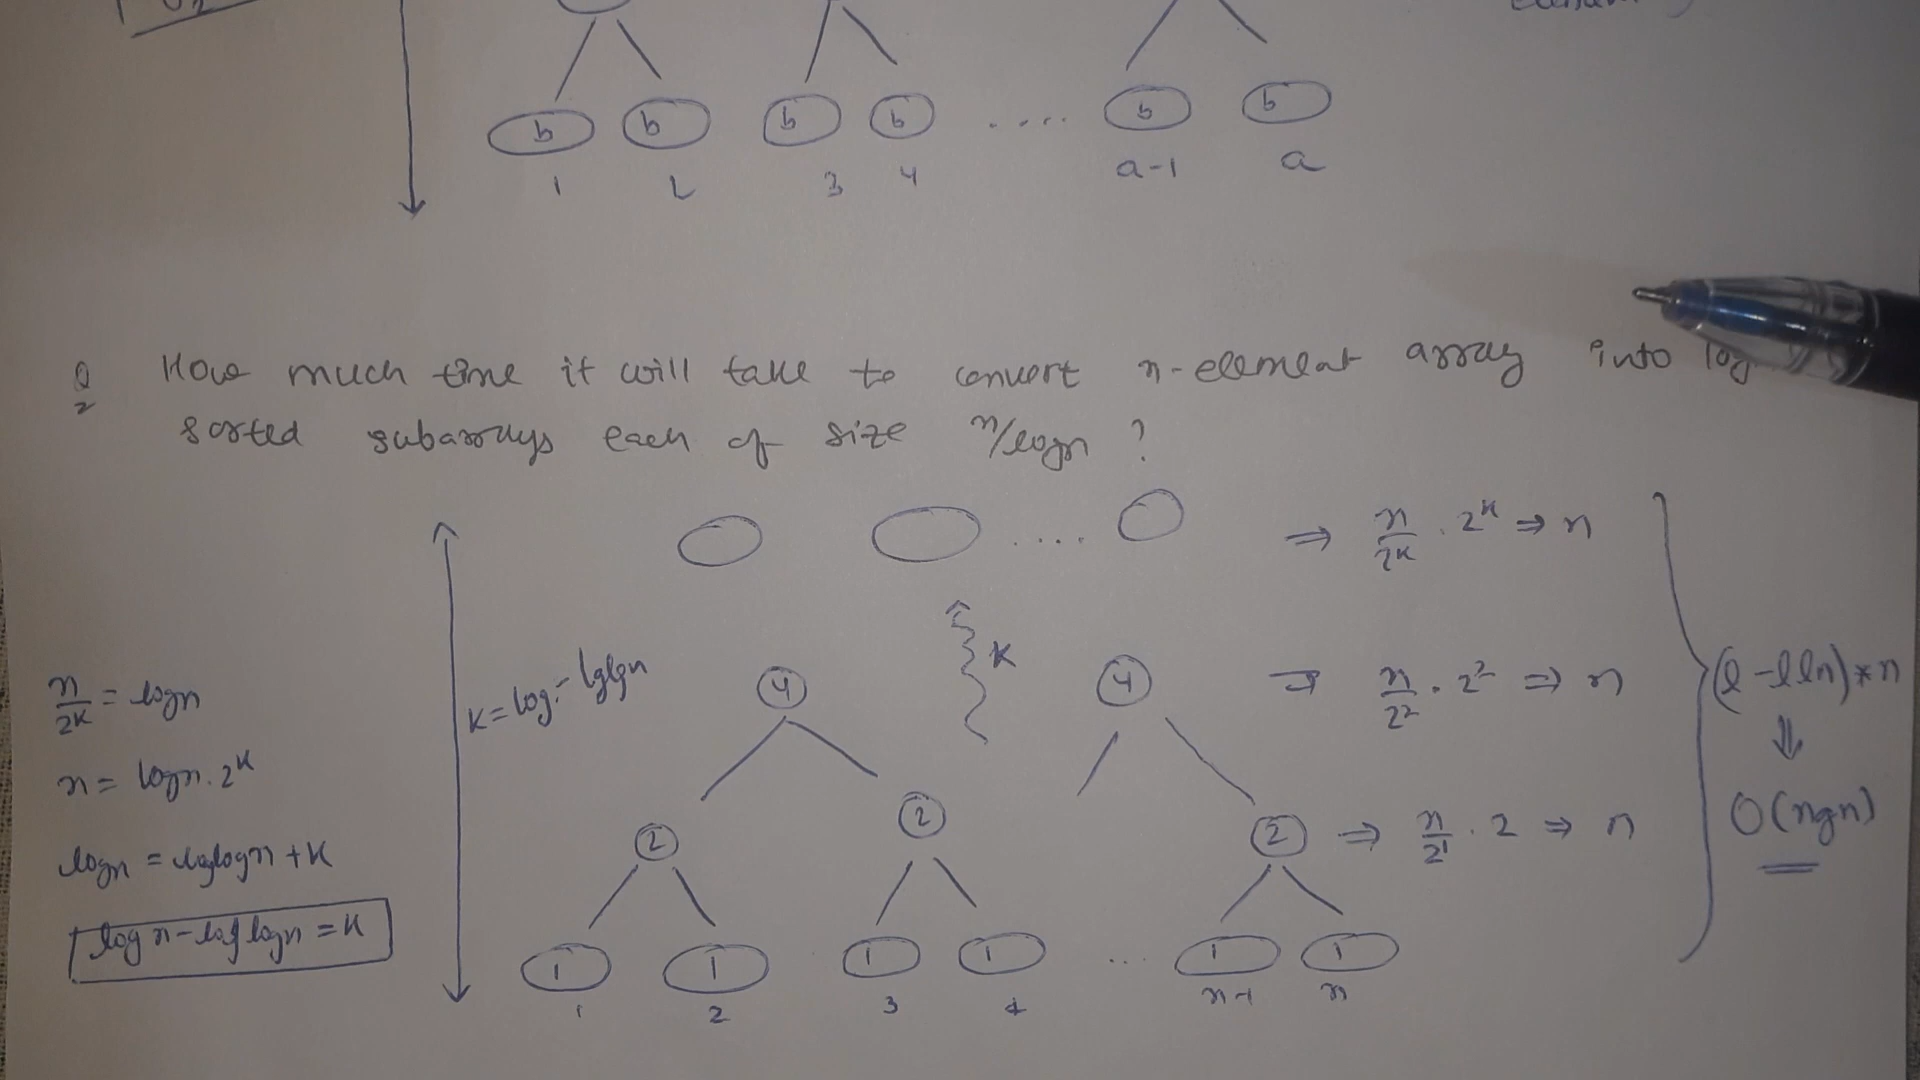 b b b b .... b b
1 2 3 4 a-1 a
Q How much time it will take to convert n-element array into log
sorted subarrays each of size n/logn ?
.... ⇒ n/2^k . 2^k ⇒ n
n/2^k = logn
n = logn . 2^k
logn = loglogn + k
log n - log logn = k
k = log - lglgn
k
4 4 ⇒ n/2^2 . 2^2 ⇒ n
2 2 2 ⇒ n/2^1 . 2 ⇒ n
1 1 1 1 ... 1 1
1 2 3 4 n-1 n
(l - lln) * n
⇓